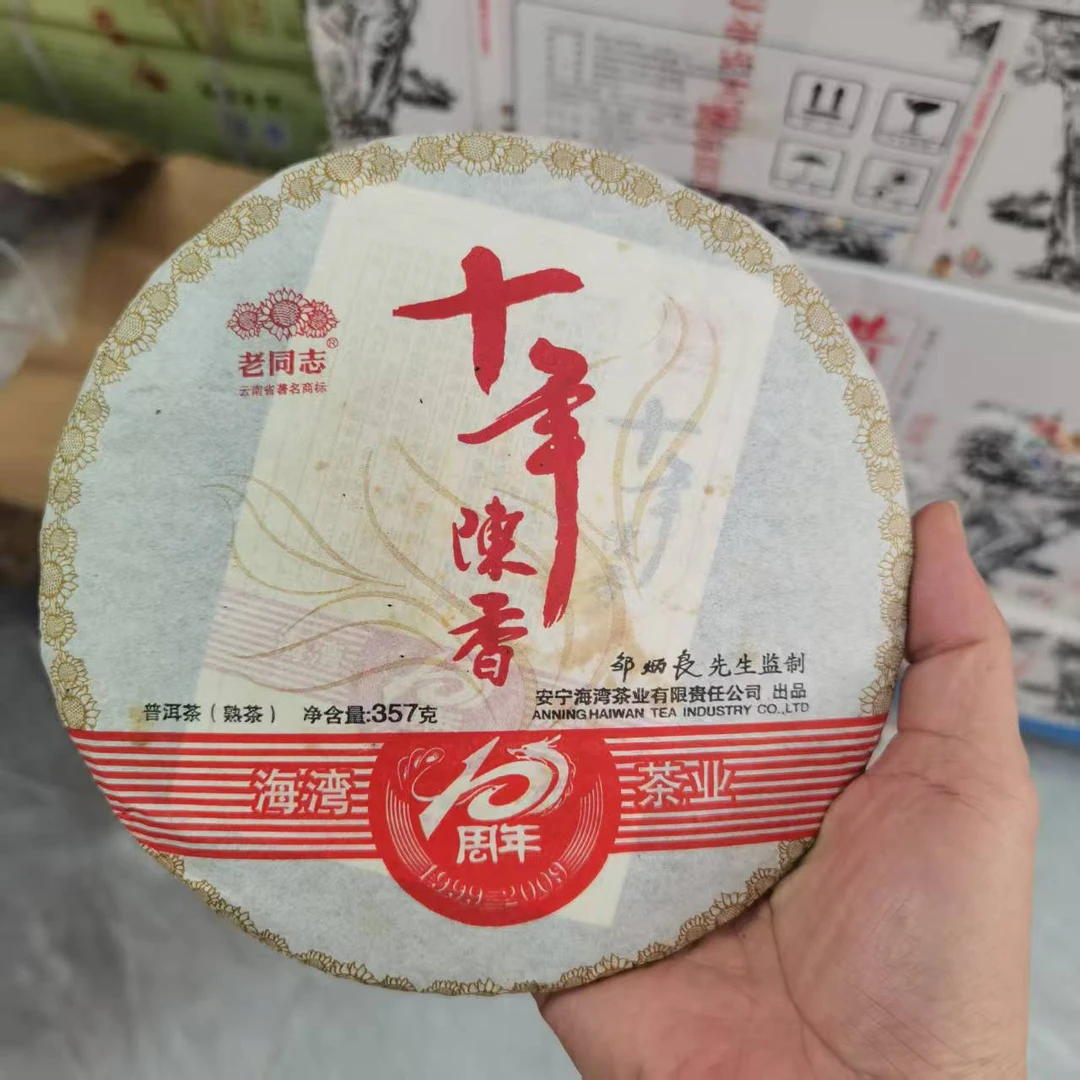 十年
陳香
老同志®
云南省著名商标
邹炳良 先生监制
安宁海湾茶业有限责任公司 出品
ANNING HAIWAN TEA INDUSTRY CO.,LTD
普洱茶(熟茶) 净含量:357克
海湾 10 茶业
周年
1999-2009